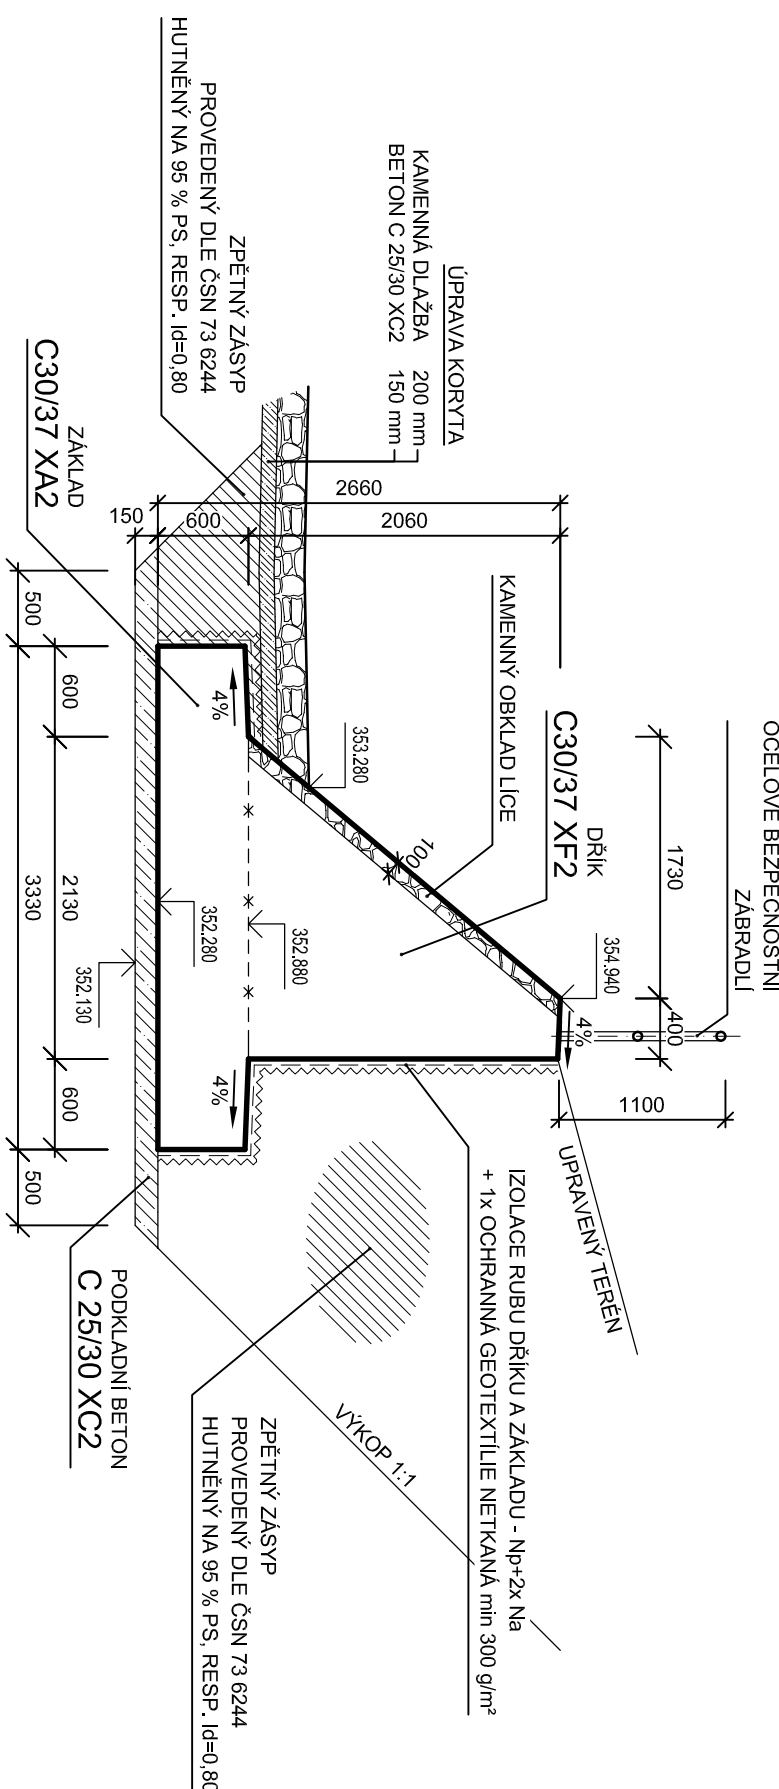 OCELOVÉ BEZPEČNOSTNÍ
ZÁBRADLÍ
1730
400
4%
1100
354.940
DŘÍK
C30/37 XF2
KAMENNÝ OBKLAD LÍCE
100
UPRAVENÝ TERÉN
ÚPRAVA KORYTA
KAMENNÁ DLAŽBA 200 mm
BETON C 25/30 XC2 150 mm
2660
2060
600
150
353.280
IZOLACE RUBU DŘÍKU A ZÁKLADU - Np+2x Na
+ 1x OCHRANNÁ GEOTEXTÍLIE NETKANÁ min 300 g/m²
VÝKOP 1:1
ZPĚTNÝ ZÁSYP
PROVEDENÝ DLE ČSN 73 6244
HUTNĚNÝ NA 95 % PS, RESP. Id=0,80
4%
352.880
352.280
4%
ZPĚTNÝ ZÁSYP
PROVEDENÝ DLE ČSN 73 6244
HUTNĚNÝ NA 95 % PS, RESP. Id=0,80
ZÁKLAD
C30/37 XA2
352.130
PODKLADNÍ BETON
C 25/30 XC2
600
2130
600
500
3330
500